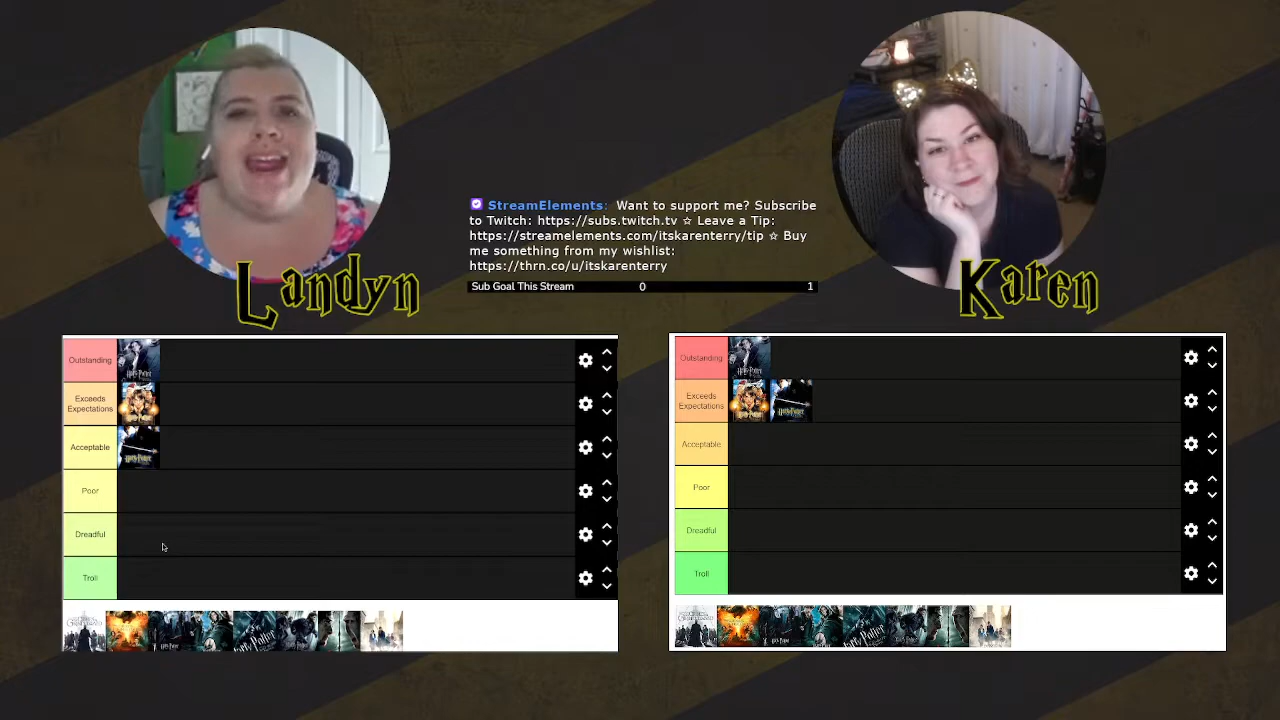 StreamElements: Want to support me? Subscribe
to Twitch: https://subs.twitch.tv ☆ Leave a Tip:
https://streamelements.com/itskarenterry/tip ☆ Buy
me something from my wishlist:
https://thrn.co/u/itskarenterry
Sub Goal This Stream 0 1
Landyn
Karen
Outstanding
Exceeds
Expectations
Acceptable
Poor
Dreadful
Troll
Outstanding
Exceeds
Expectations
Acceptable
Poor
Dreadful
Troll